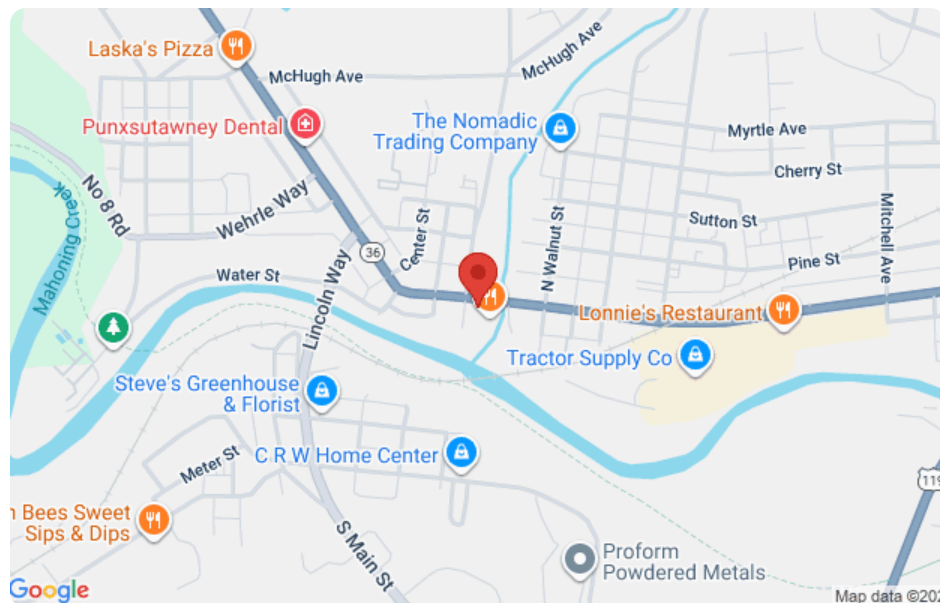 Laska's Pizza
McHugh Ave
McHugh Ave
Punxsutawney Dental
The Nomadic
Trading Company
Myrtle Ave
Cherry St
No 8 Rd
Mahoning Creek
Wehrle Way
Center St
N Walnut St
Sutton St
Mitchell Ave
36
Pine St
Water St
Lincoln Way
Lonnie's Restaurant
Tractor Supply Co
Steve's Greenhouse
& Florist
C R W Home Center
Meter St
119
n Bees Sweet
Sips & Dips
S Main St
Proform
Powdered Metals
Google
Map data ©202